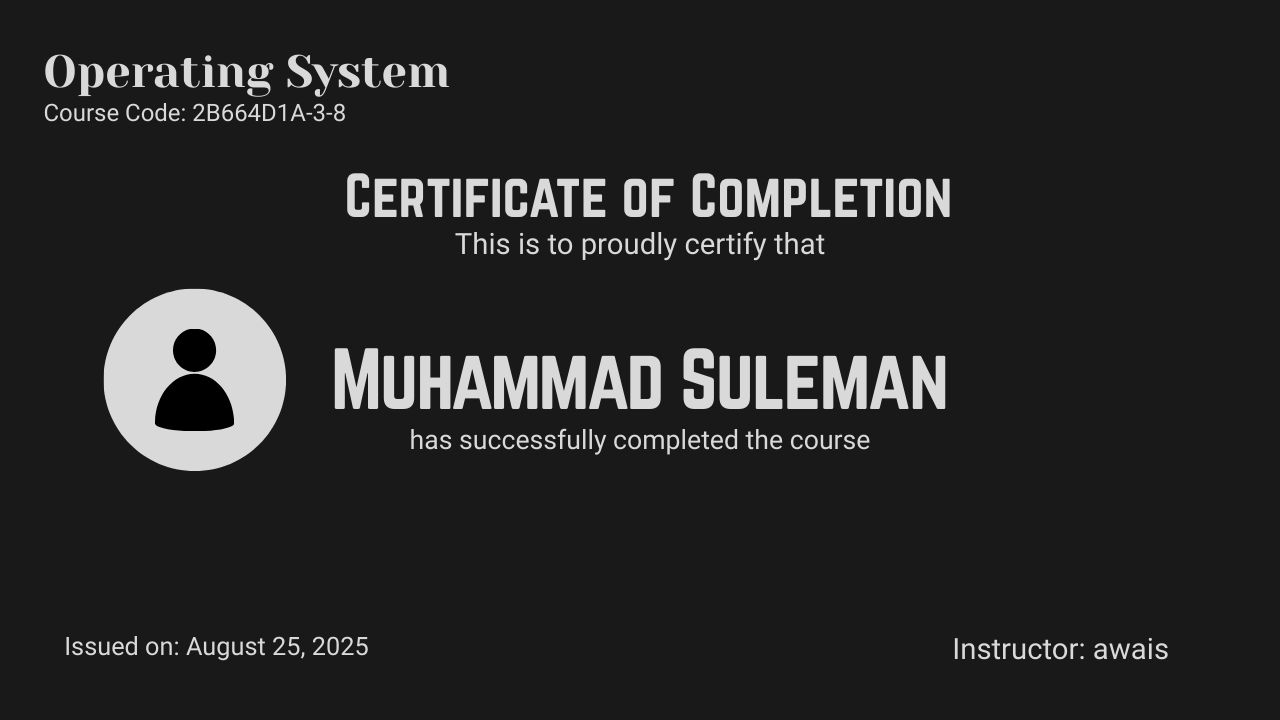 Operating System
Course Code: 2B664D1A-3-8
Certificate of Completion
This is to proudly certify that
Muhammad Suleman
has successfully completed the course
Issued on: August 25, 2025
Instructor: awais